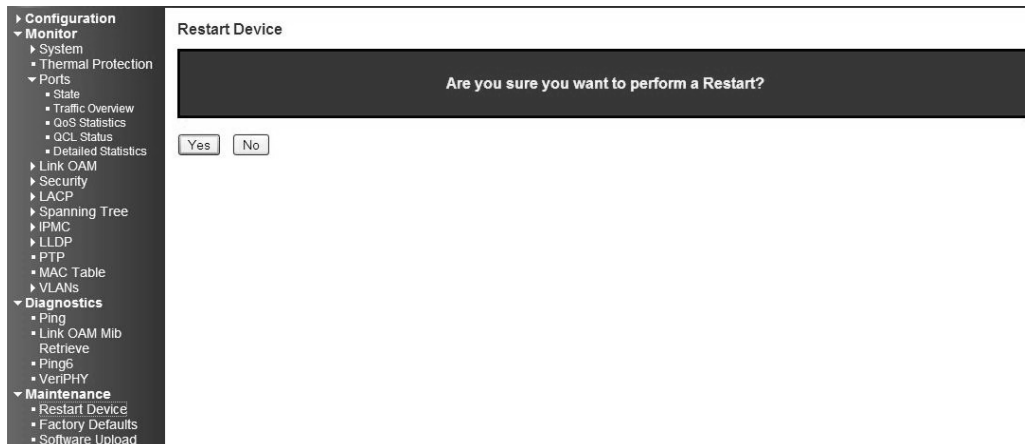 Configuration
Monitor
System
Thermal Protection
Ports
State
Traffic Overview
QoS Statistics
QCL Status
Detailed Statistics
Link OAM
Security
LACP
Spanning Tree
IPMC
LLDP
PTP
MAC Table
VLANs
Diagnostics
Ping
Link OAM Mib
Retrieve
Ping6
VeriPHY
Maintenance
Restart Device
Factory Defaults
Software Upload
Restart Device
Are you sure you want to perform a Restart?
Yes No